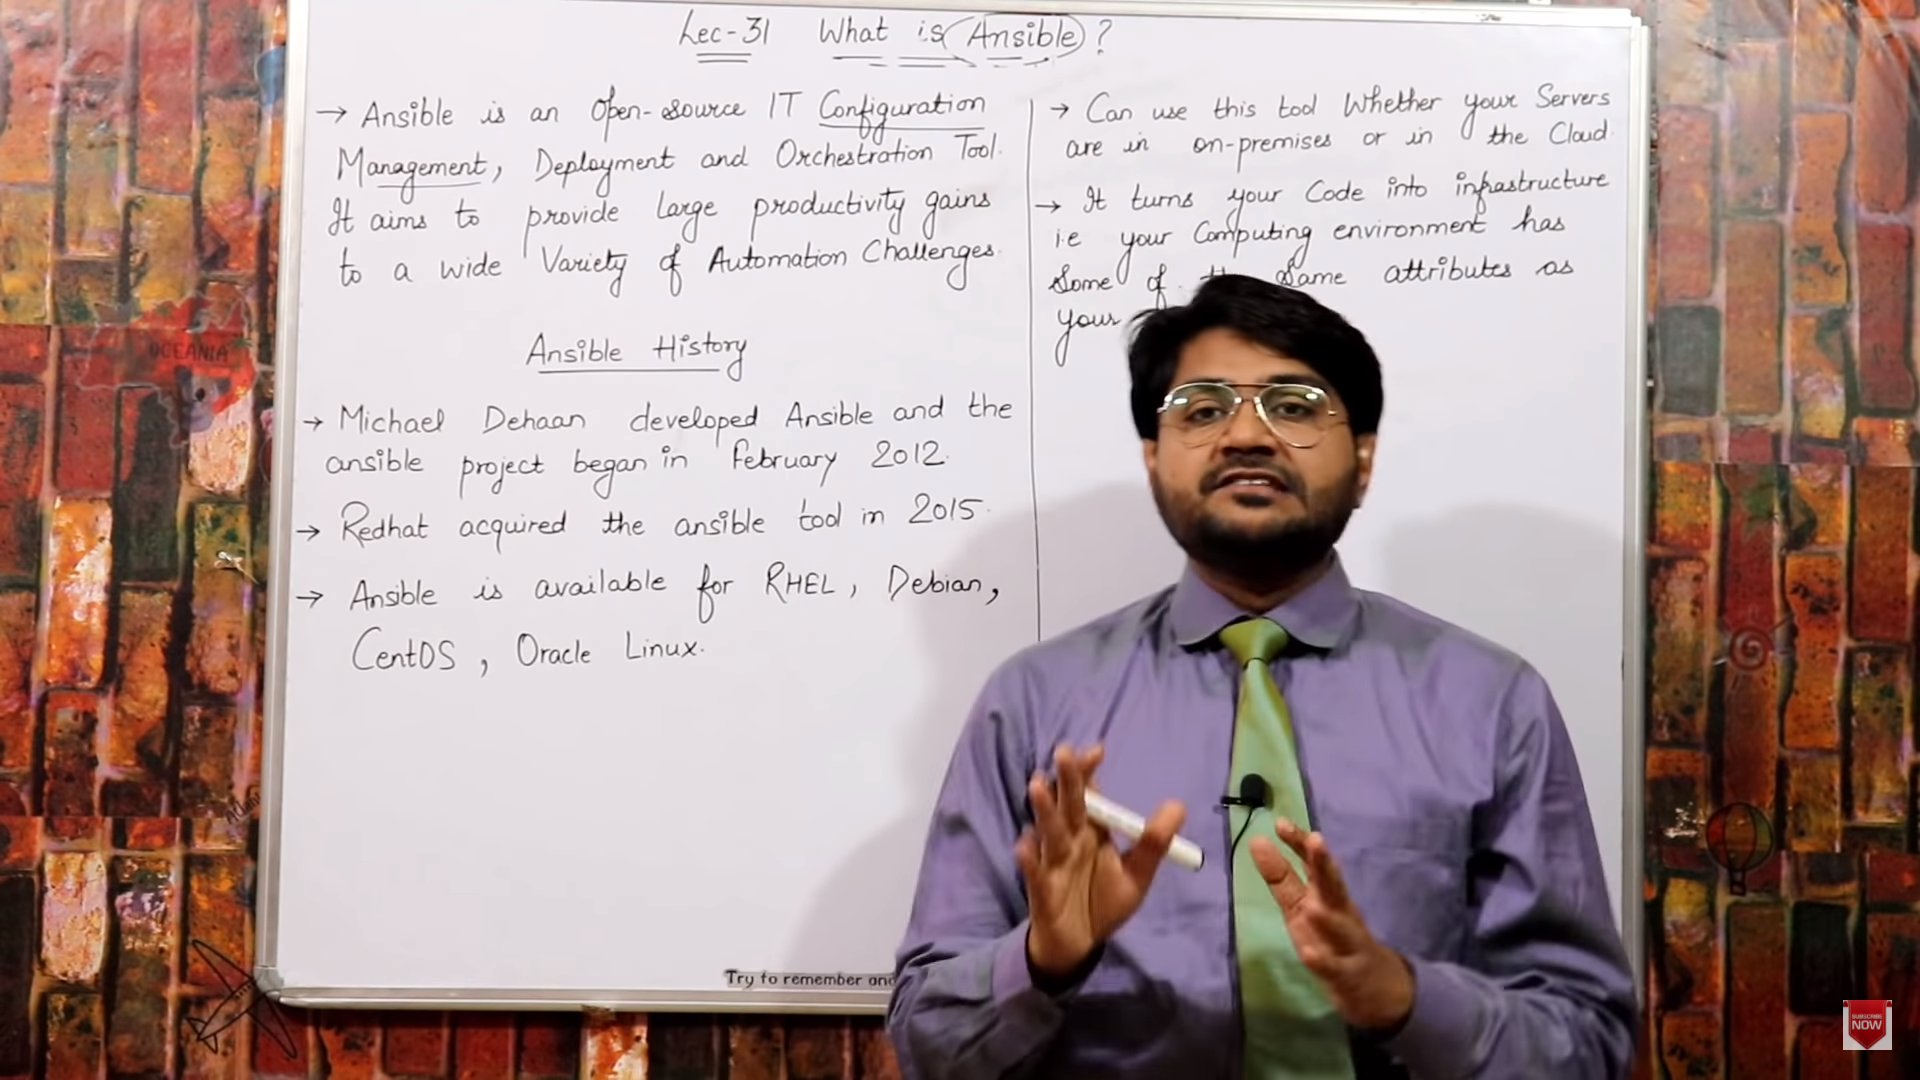 Lec-31 What is Ansible?
→ Ansible is an Open-source IT Configuration
Management, Deployment and Orchestration Tool.
It aims to provide large productivity gains
to a wide Variety of Automation Challenges.
Ansible History
→ Michael Dehaan developed Ansible and the
ansible project began in February 2012.
→ Redhat acquired the ansible tool in 2015.
→ Ansible is available for RHEL, Debian,
CentOS, Oracle Linux.
→ Can use this tool Whether your Servers
are in on-premises or in the Cloud.
→ It turns your Code into infrastructure
i.e your Computing environment has
Some of Same attributes as
your
Try to remember and
OCEANIA
SUBSCRIBE
NOW